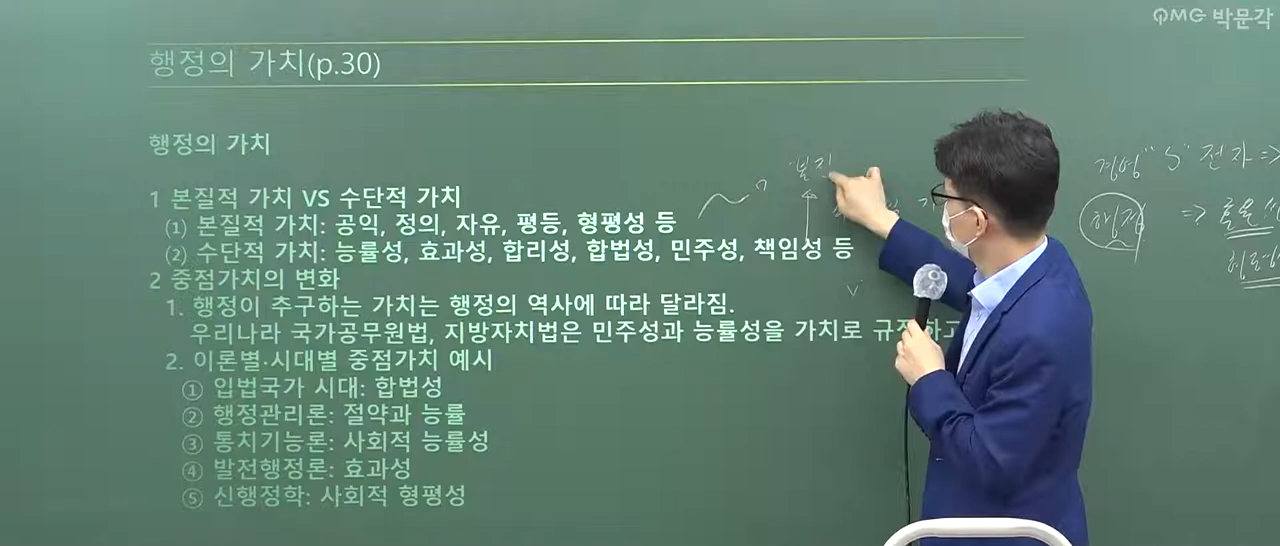 PMG 박문각
행정의 가치(p.30)
행정의 가치
1 본질적 가치 VS 수단적 가치
(1) 본질적 가치: 공익, 정의, 자유, 평등, 형평성 등
(2) 수단적 가치: 능률성, 효과성, 합리성, 합법성, 민주성, 책임성 등
2 중점가치의 변화
1. 행정이 추구하는 가치는 행정의 역사에 따라 달라짐.
우리나라 국가공무원법, 지방자치법은 민주성과 능률성을 가치로 규정하고
2. 이론별·시대별 중점가치 예시
① 입법국가 시대: 합법성
② 행정관리론: 절약과 능률
③ 통치기능론: 사회적 능률성
④ 발전행정론: 효과성
⑤ 신행정학: 사회적 형평성
경영 "S" 전자 ⇒
행정 ⇒